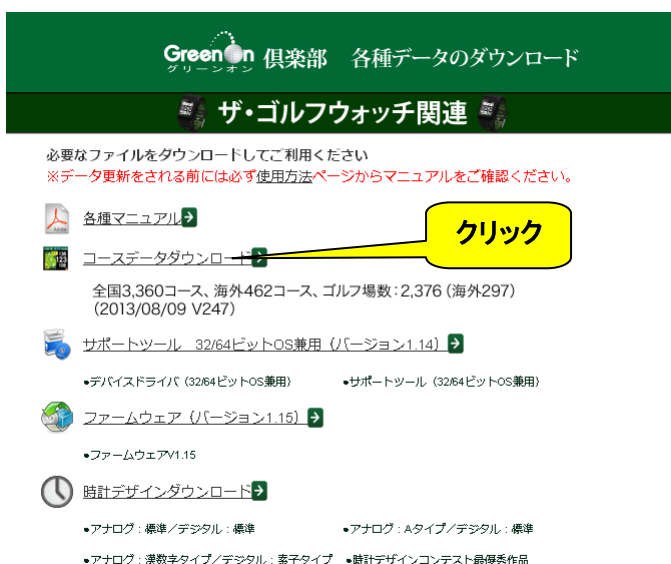 GreenOn 倶楽部 各種データのダウンロード
グリーンオン
ザ・ゴルフウォッチ関連
必要なファイルをダウンロードしてご利用ください
※データ更新をされる前には必ず使用方法ページからマニュアルをご確認ください。
Adobe
各種マニュアル
クリック
コースデータダウンロード
全国3,360コース、海外462コース、ゴルフ場数:2,376 (海外297)
(2013/08/09 V247)
サポートツール 32/64ビットOS兼用 (バージョン1.14)
•デバイスドライバ (32/64ビットOS兼用) •サポートツール (32/64ビットOS兼用)
ファームウェア (バージョン1.15)
•ファームウェアV1.15
時計デザインダウンロード
•アナログ:標準/デジタル:標準 •アナログ:Aタイプ/デジタル:標準
•アナログ:漢数字タイプ/デジタル:素子タイプ •時計デザインコンテスト最優秀作品